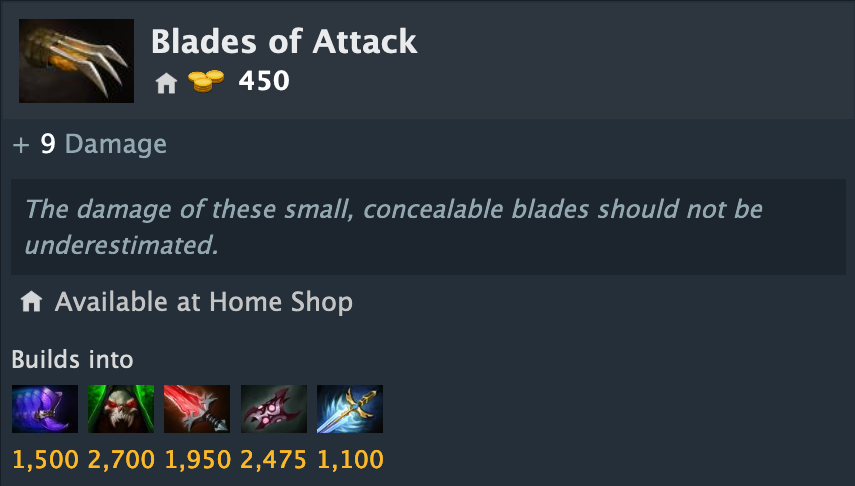 Blades of Attack
450
+ 9 Damage
The damage of these small, concealable blades should not be
underestimated.
Available at Home Shop
Builds into
1,500 2,700 1,950 2,475 1,100